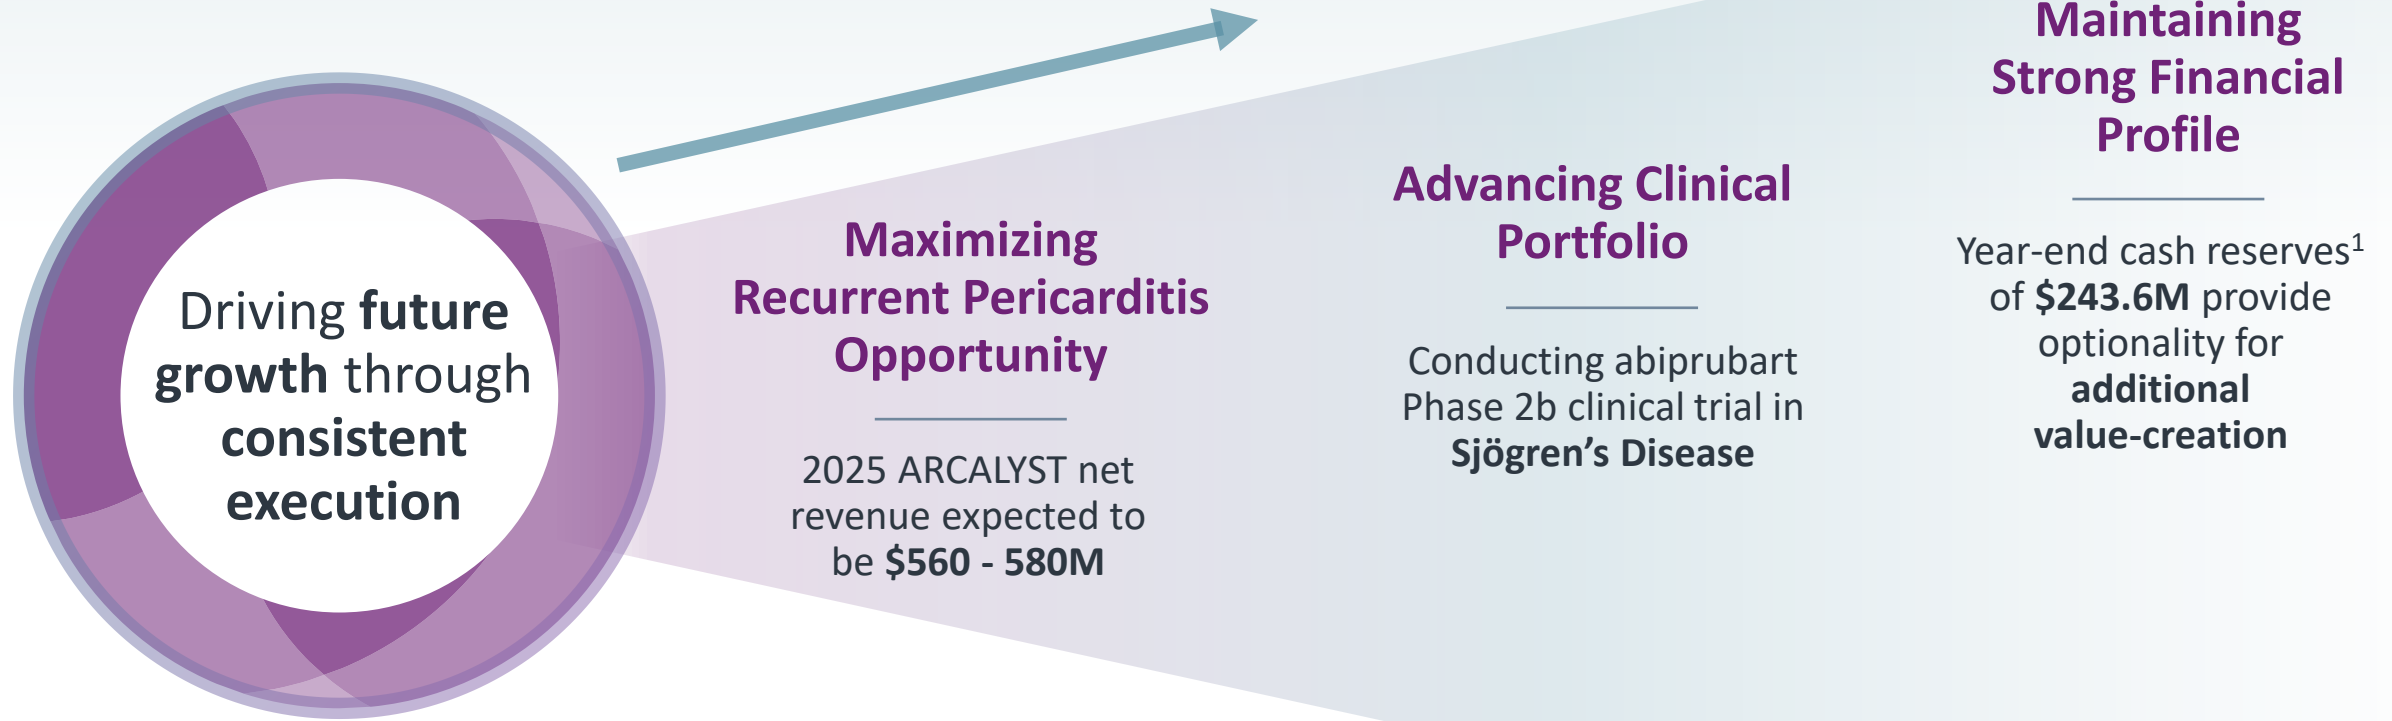 Driving future
growth through
consistent
execution
Maximizing
Recurrent Pericarditis
Opportunity
2025 ARCALYST net
revenue expected to
be $560 - 580M
Advancing Clinical
Portfolio
Conducting abiprubart
Phase 2b clinical trial in
Sjögren’s Disease
Maintaining
Strong Financial
Profile
Year-end cash reserves¹
of $243.6M provide
optionality for
additional
value-creation